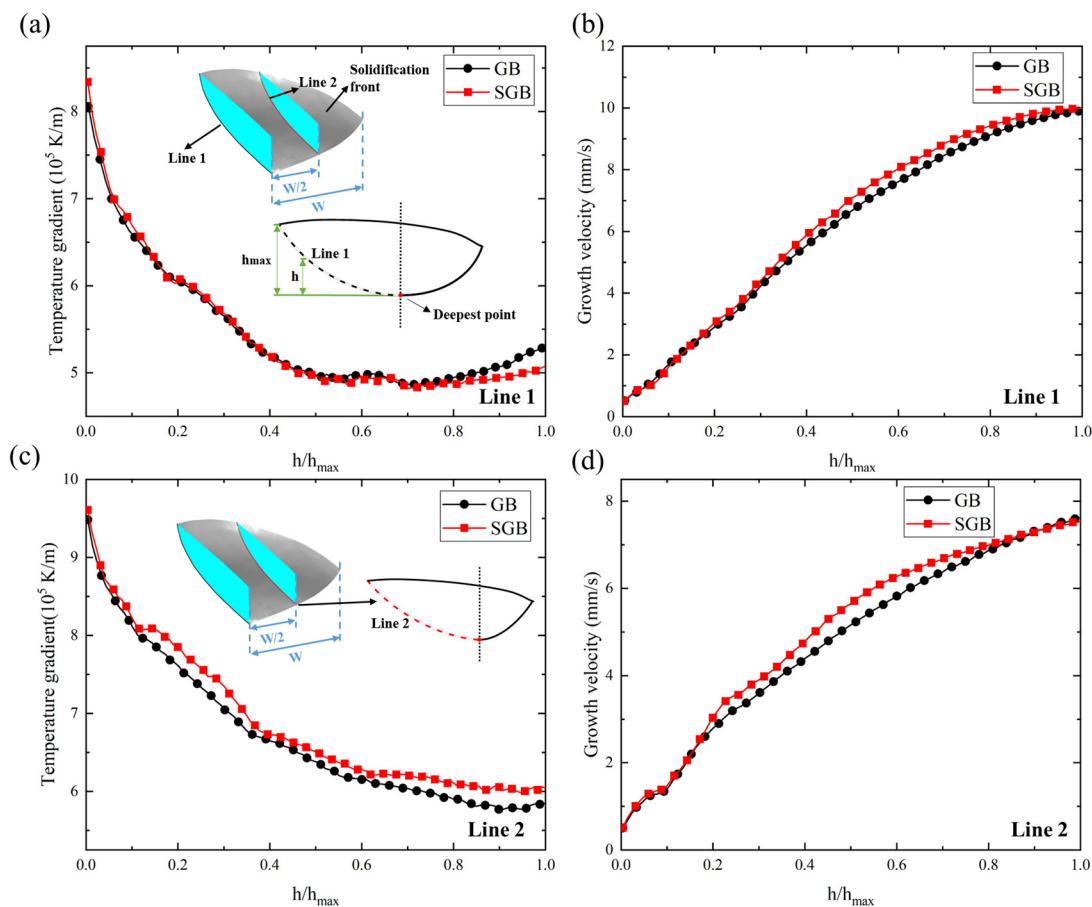 (a)
Temperature gradient (10⁵ K/m)
8
7
6
5
0.0 0.2 0.4 0.6 0.8 1.0
h/hmax
GB
SGB
Line 2
Solidification
front
Line 1
W/2
W
Line 1
hmax
h
Deepest point
Line 1
(b)
Growth velocity (mm/s)
12
10
8
6
4
2
0
0.0 0.2 0.4 0.6 0.8 1.0
h/hmax
GB
SGB
Line 1
(c)
Temperature gradient(10⁵ K/m)
10
9
8
7
6
0.0 0.2 0.4 0.6 0.8 1.0
h/hmax
GB
SGB
W/2
W
Line 2
Line 2
(d)
Growth velocity (mm/s)
8
6
4
2
0
0.0 0.2 0.4 0.6 0.8 1.0
h/hmax
GB
SGB
Line 2